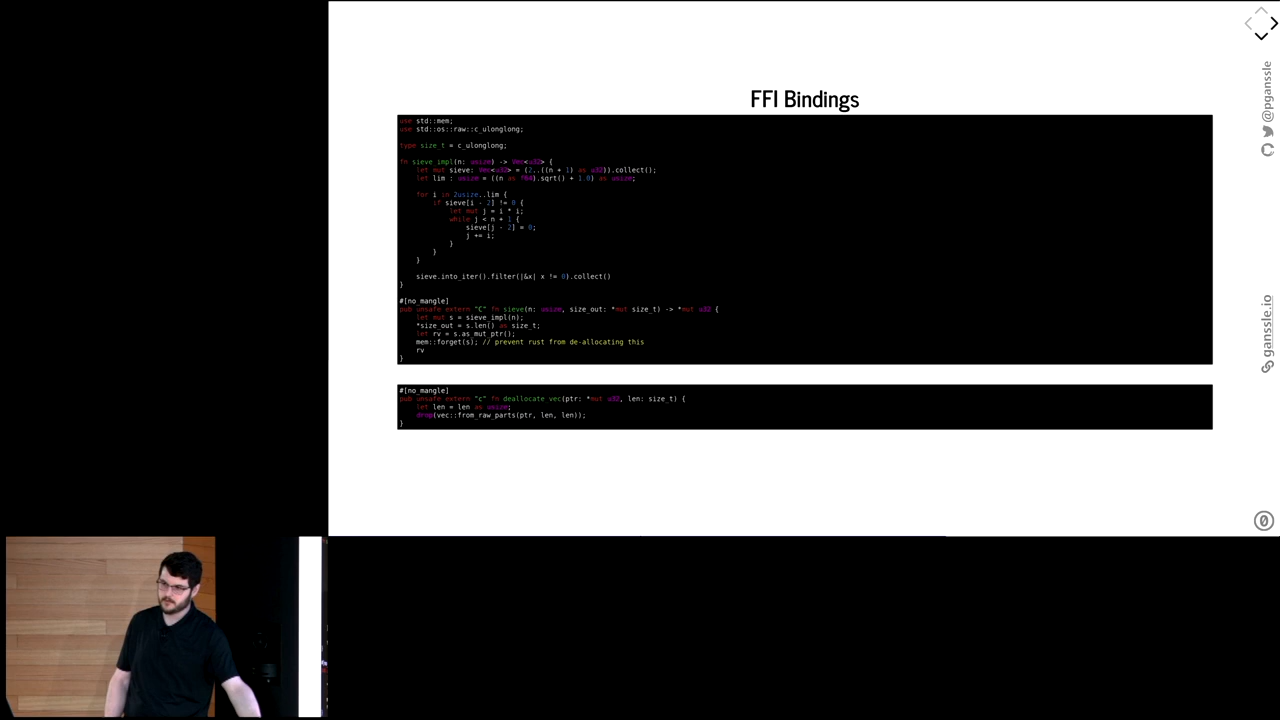 FFI Bindings
use std::mem;
use std::os::raw::c_ulonglong;
type size_t = c_ulonglong;
fn sieve_impl(n: usize) -> Vec<u32> {
let mut sieve: Vec<u32> = (2..((n + 1) as u32)).collect();
let lim : usize = ((n as f64).sqrt() + 1.0) as usize;
for i in 2usize..lim {
if sieve[i - 2] != 0 {
let mut j = i * i;
while j < n + 1 {
sieve[j - 2] = 0;
j += i;
}
}
}
sieve.into_iter().filter(|&x| x != 0).collect()
}
#[no_mangle]
pub unsafe extern "C" fn sieve(n: usize, size_out: *mut size_t) -> *mut u32 {
let mut s = sieve_impl(n);
*size_out = s.len() as size_t;
let rv = s.as_mut_ptr();
mem::forget(s); // prevent rust from de-allocating this
rv
}
#[no_mangle]
pub unsafe extern "c" fn deallocate_vec(ptr: *mut u32, len: size_t) {
let len = len as usize;
drop(vec::from_raw_parts(ptr, len, len));
}
@pganssle
ganssle.io